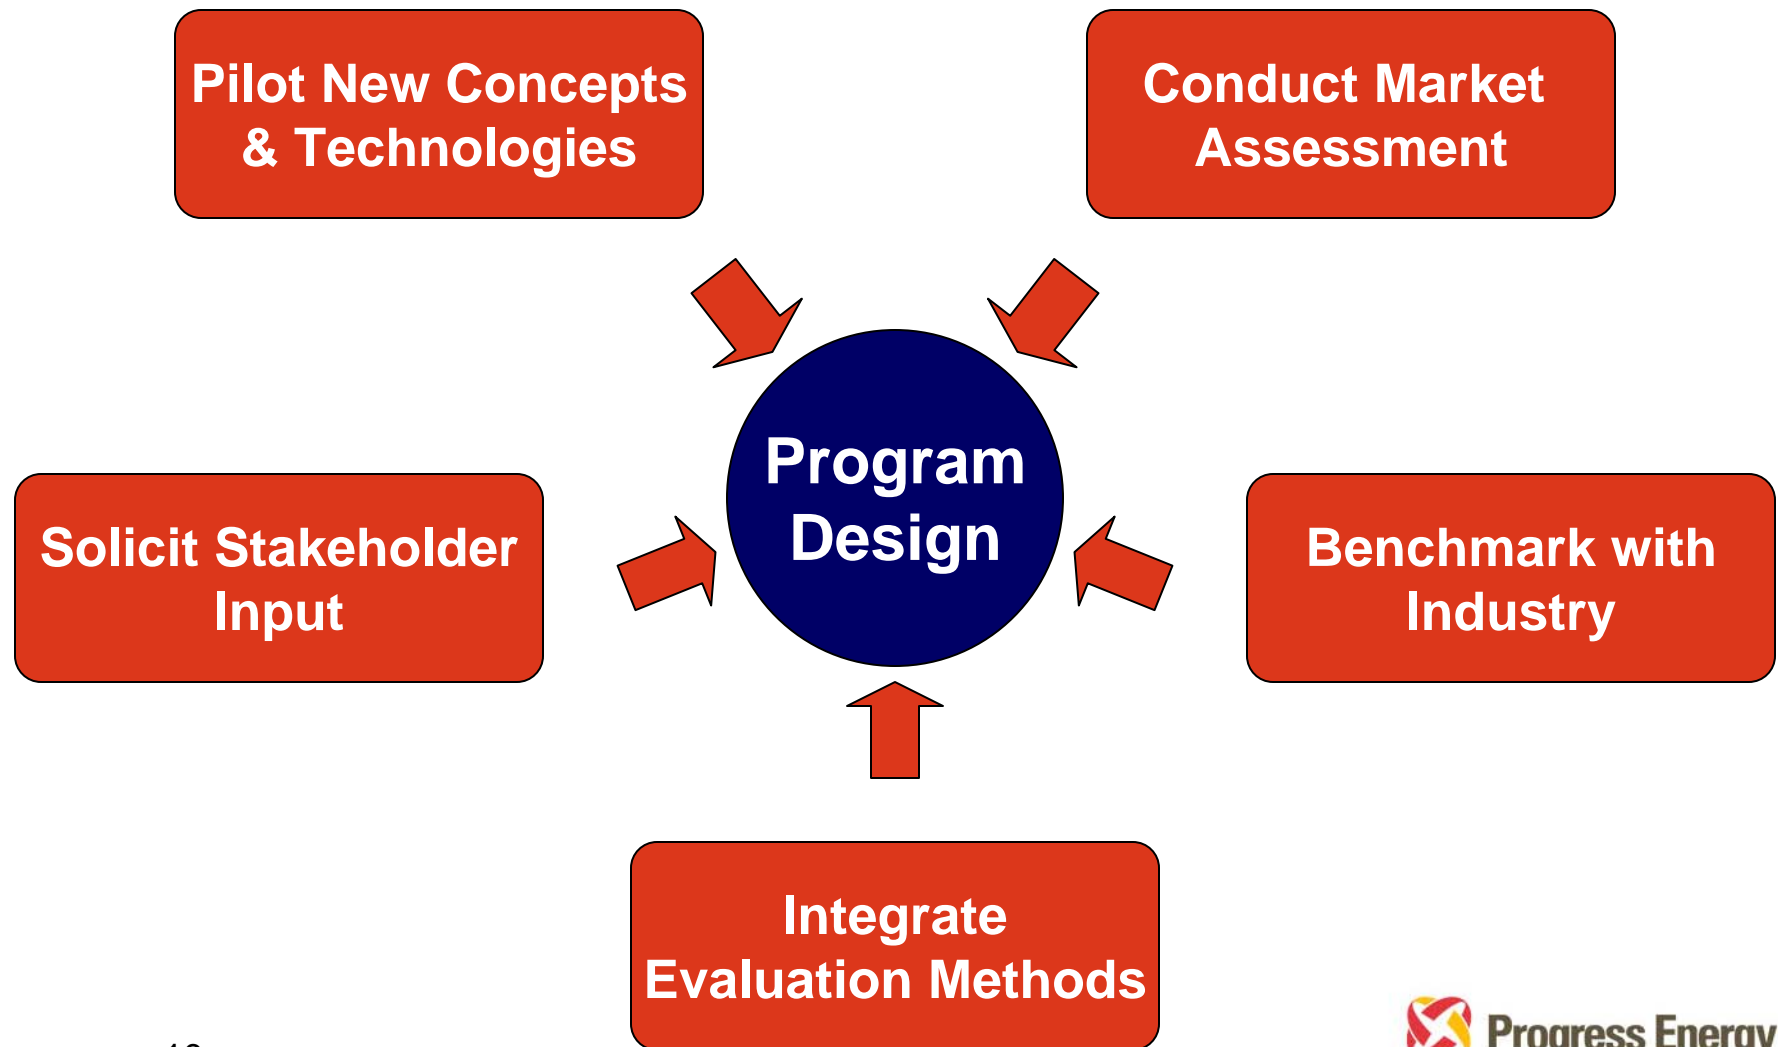 Pilot New Concepts
& Technologies
Conduct Market
Assessment
Program
Design
Solicit Stakeholder
Input
Benchmark with
Industry
Integrate
Evaluation Methods
Progress Energy